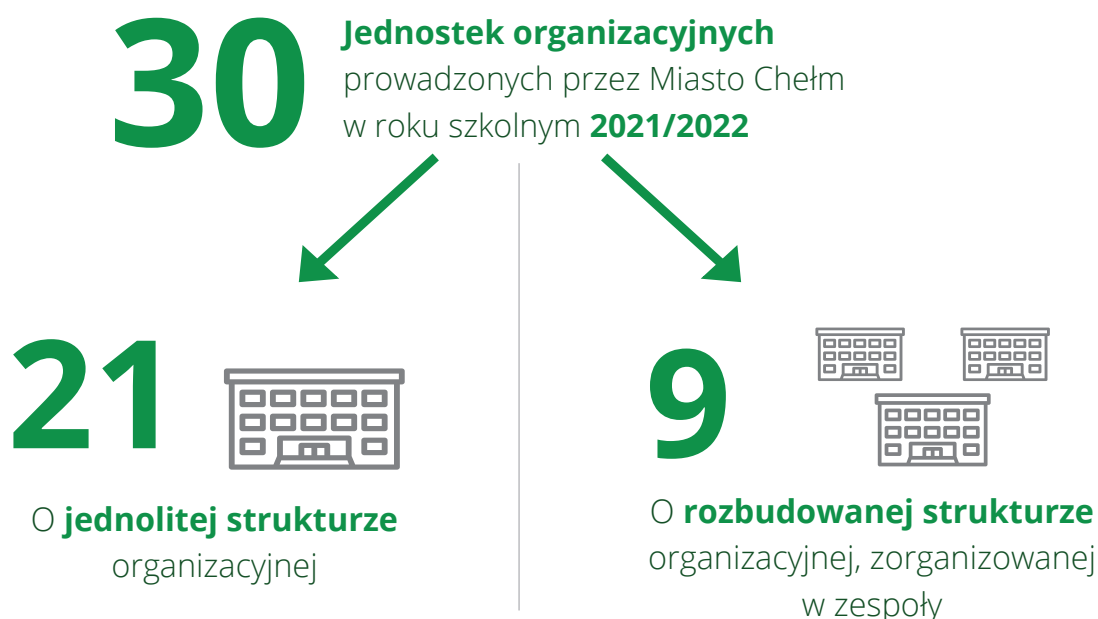 30
Jednostek organizacyjnych
prowadzonych przez Miasto Chełm
w roku szkolnym 2021/2022
21
O jednolitej strukturze
organizacyjnej
9
O rozbudowanej strukturze
organizacyjnej, zorganizowanej
w zespoły